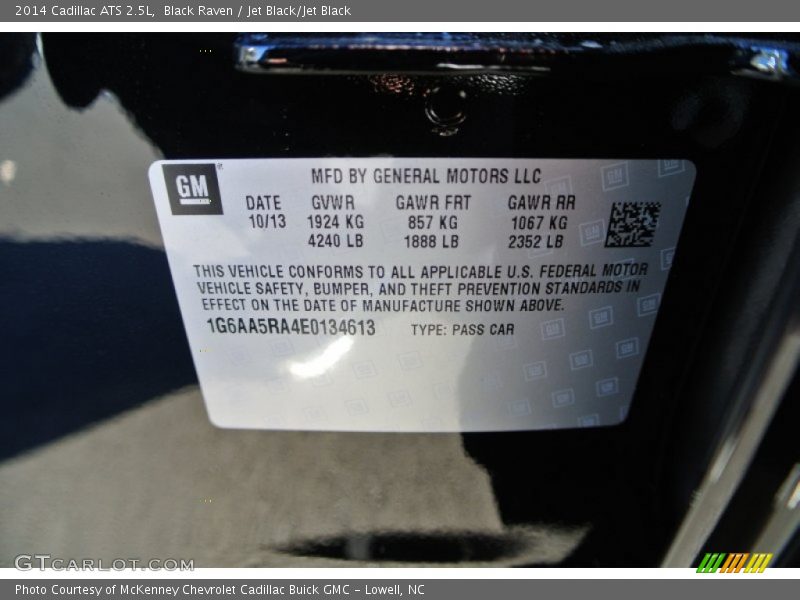 2014 Cadillac ATS 2.5L, Black Raven / Jet Black/Jet Black
GM
MFD BY GENERAL MOTORS LLC
DATE GVWR GAWR FRT GAWR RR
10/13 1924 KG 857 KG 1067 KG
4240 LB 1888 LB 2352 LB
THIS VEHICLE CONFORMS TO ALL APPLICABLE U.S. FEDERAL MOTOR
VEHICLE SAFETY, BUMPER, AND THEFT PREVENTION STANDARDS IN
EFFECT ON THE DATE OF MANUFACTURE SHOWN ABOVE.
1G6AA5RA4E0134613 TYPE: PASS CAR
GTCARLOT.COM
Photo Courtesy of McKenney Chevrolet Cadillac Buick GMC - Lowell, NC